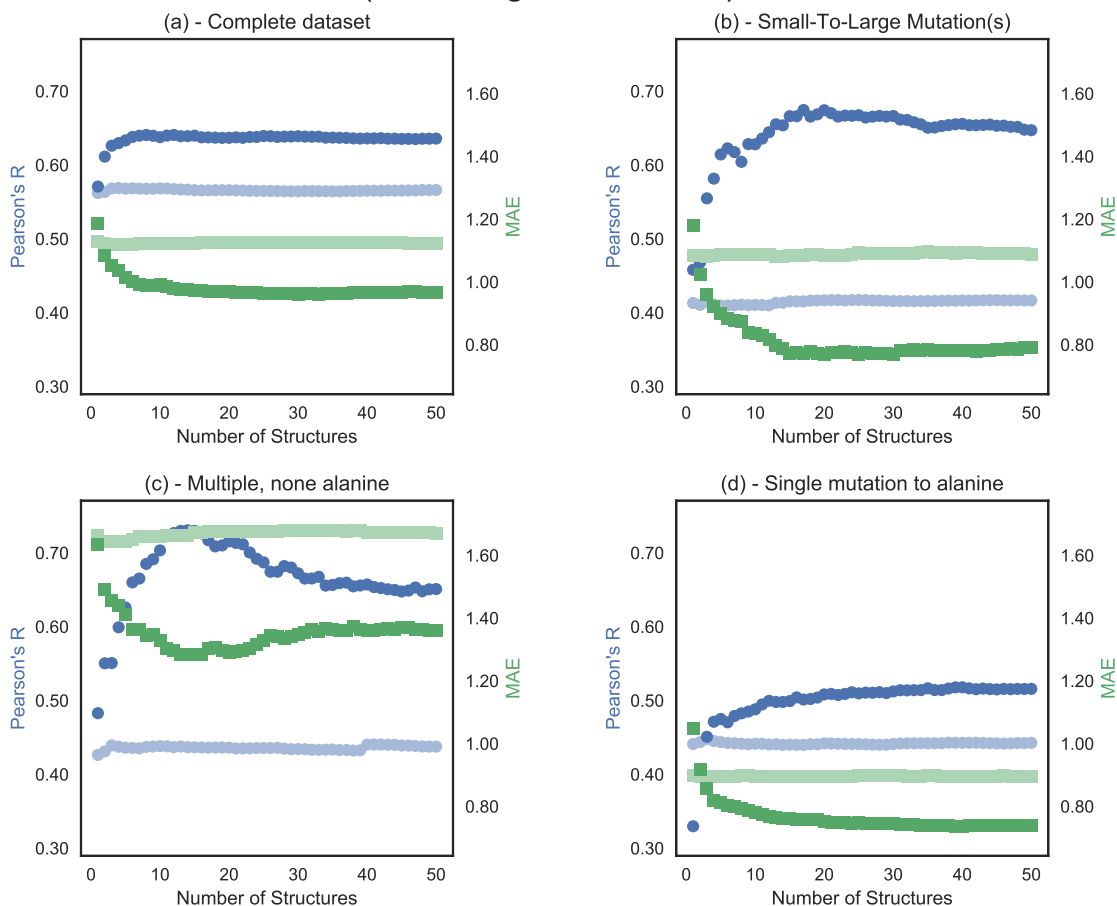 (a) - Complete dataset
0.70
0.60
0.50
0.40
0.30
Pearson's R
1.60
1.40
1.20
1.00
0.80
MAE
0 10 20 30 40 50
Number of Structures
(b) - Small-To-Large Mutation(s)
0.70
0.60
0.50
0.40
0.30
Pearson's R
1.60
1.40
1.20
1.00
0.80
MAE
0 10 20 30 40 50
Number of Structures
(c) - Multiple, none alanine
0.70
0.60
0.50
0.40
0.30
Pearson's R
1.60
1.40
1.20
1.00
0.80
MAE
0 10 20 30 40 50
Number of Structures
(d) - Single mutation to alanine
0.70
0.60
0.50
0.40
0.30
Pearson's R
1.60
1.40
1.20
1.00
0.80
MAE
0 10 20 30 40 50
Number of Structures